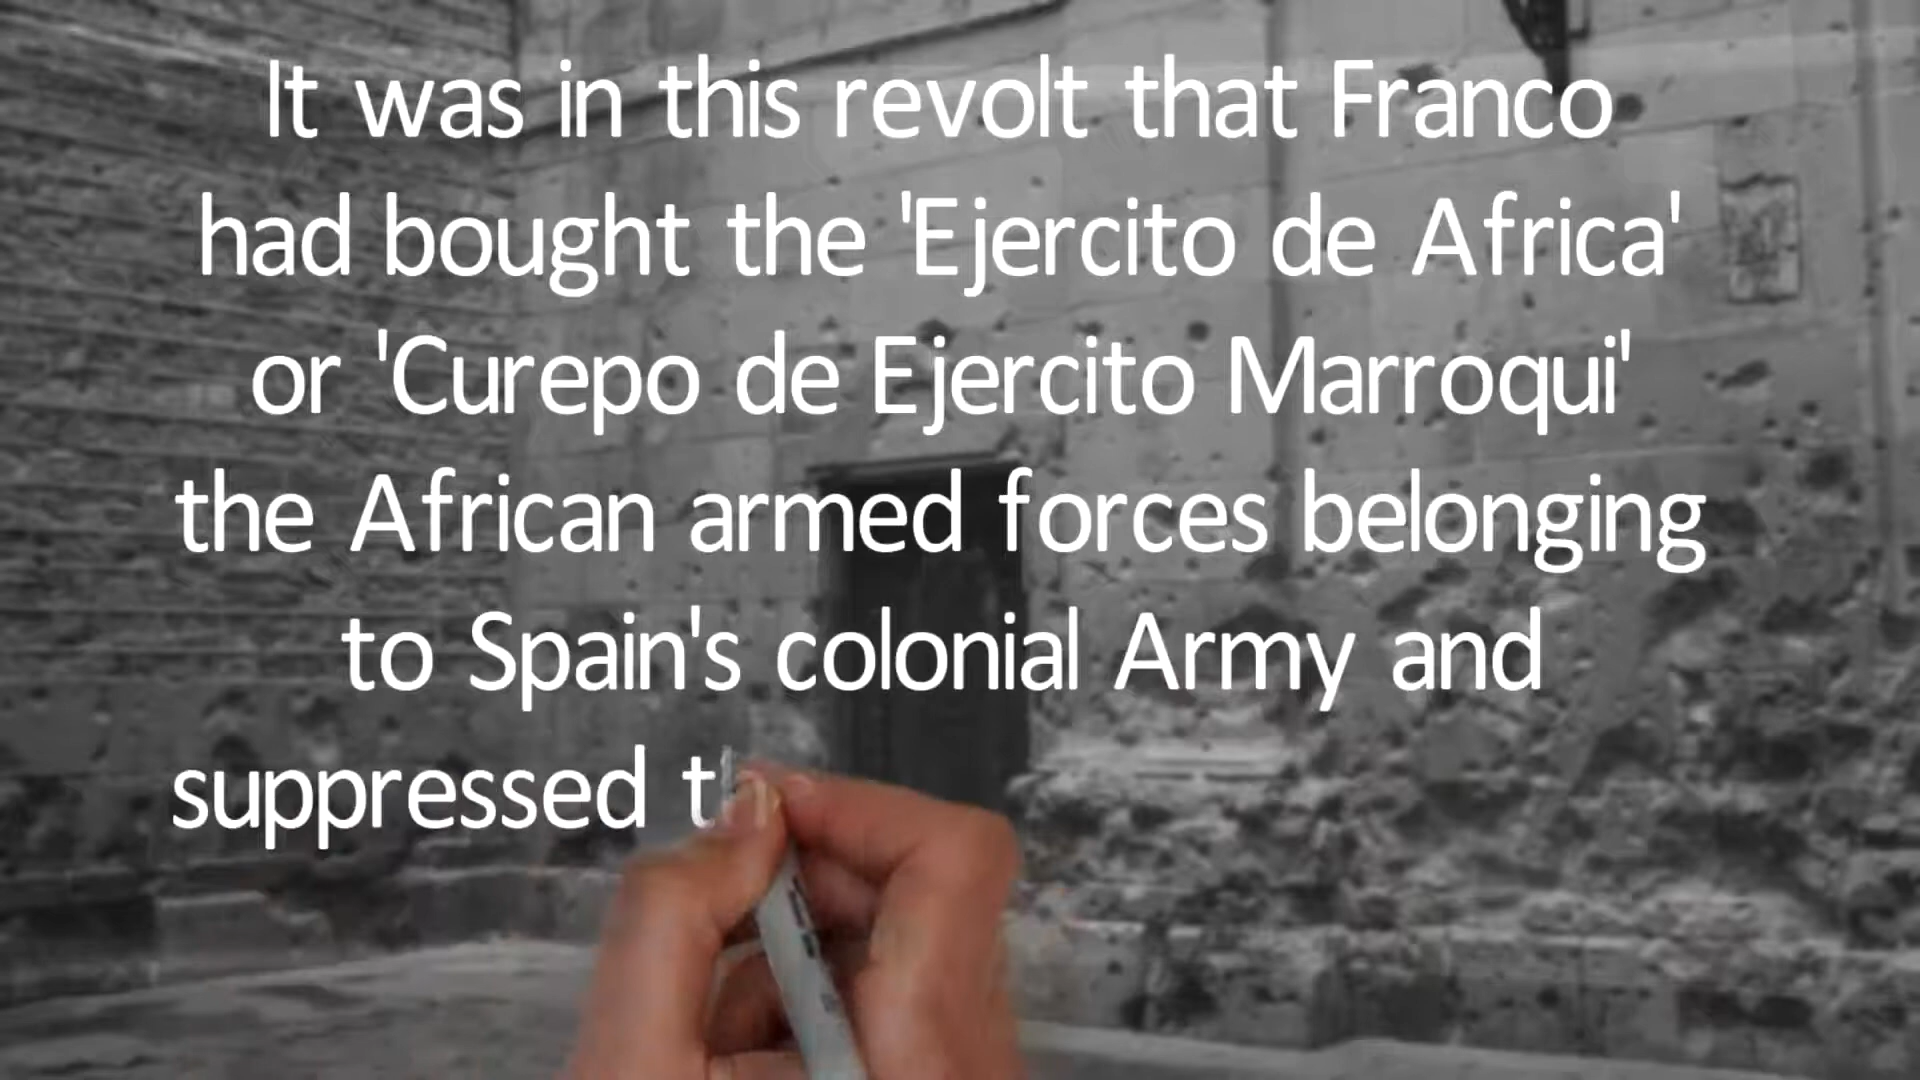 It was in this revolt that Franco
had bought the 'Ejercito de Africa'
or 'Curepo de Ejercito Marroqui'
the African armed forces belonging
to Spain's colonial Army and
suppressed